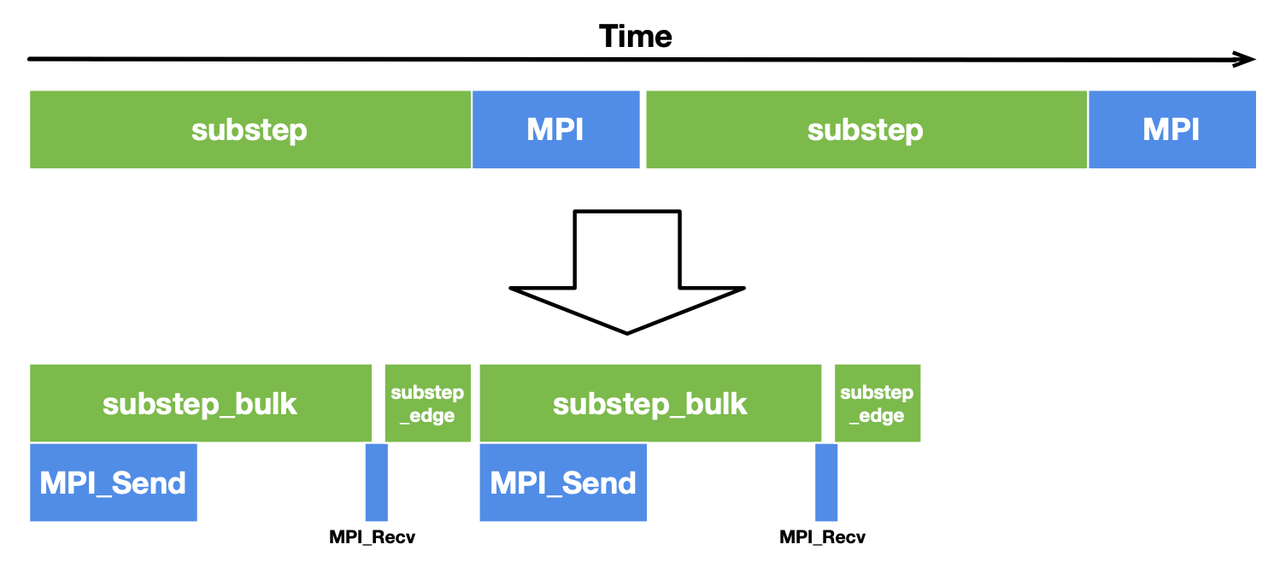 Time
substep
MPI
substep
MPI
substep_bulk
substep
_edge
substep_bulk
substep
_edge
MPI_Send
MPI_Send
MPI_Recv
MPI_Recv